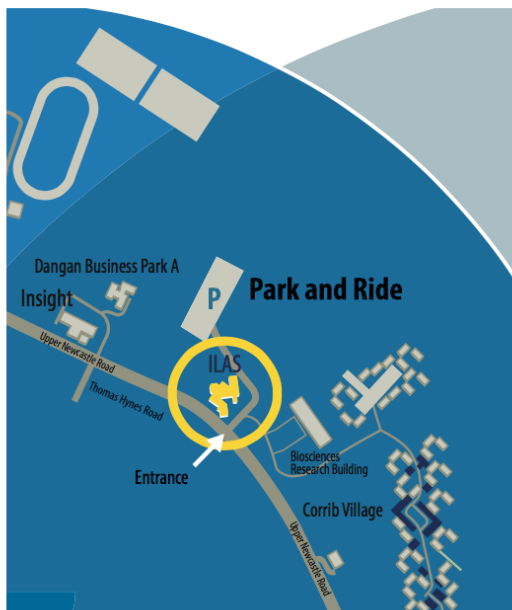 Dangan Business Park A
Insight
P
Park and Ride
Upper Newcastle Road
ILAS
Thomas Hynes Road
Biosciences
Research Building
Entrance
Corrib Village
Upper Newcastle Road